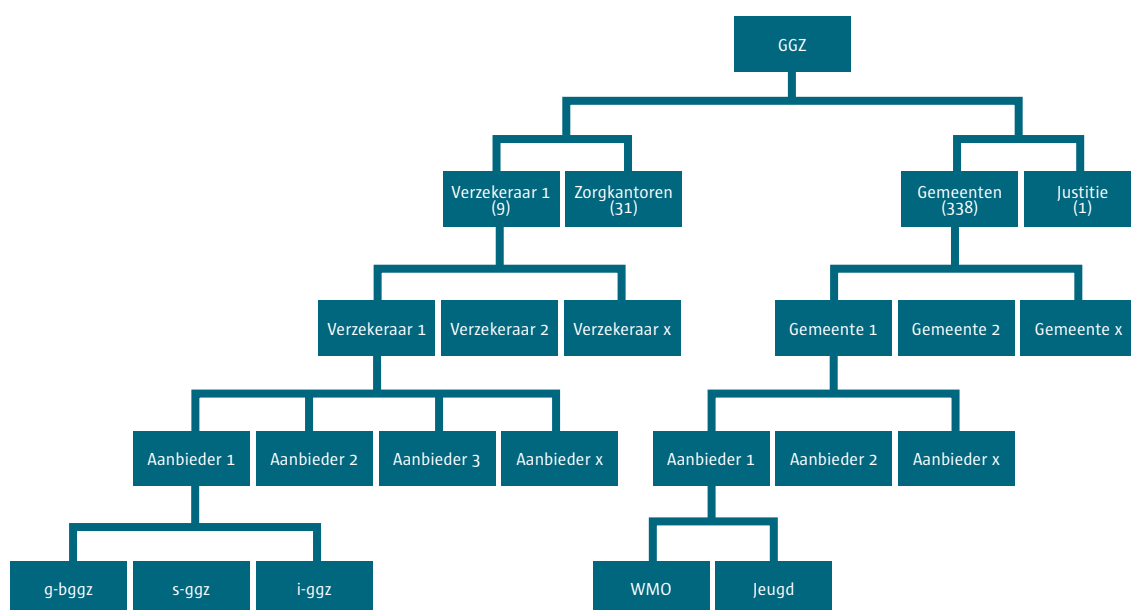 GGZ
Verzekeraar 1
(9)
Zorgkantoren
(31)
Gemeenten
(338)
Justitie
(1)
Verzekeraar 1
Verzekeraar 2
Verzekeraar x
Gemeente 1
Gemeente 2
Gemeente x
Aanbieder 1
Aanbieder 2
Aanbieder 3
Aanbieder x
Aanbieder 1
Aanbieder 2
Aanbieder x
g-bggz
s-ggz
i-ggz
WMO
Jeugd